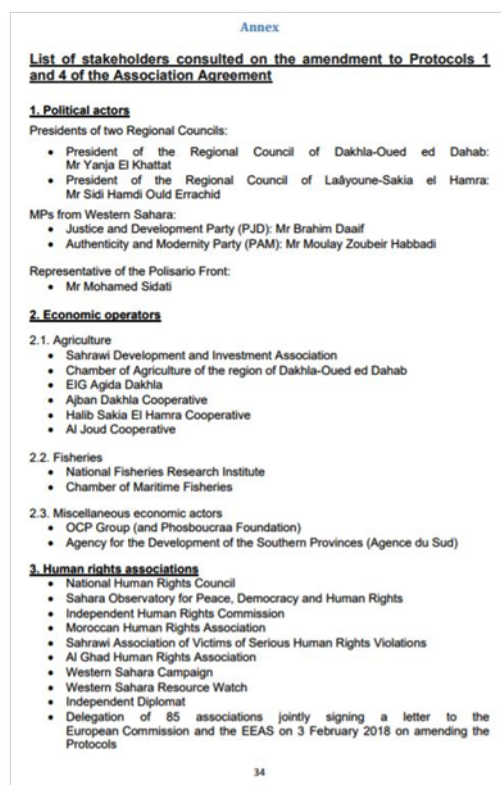 Annex
List of stakeholders consulted on the amendment to Protocols 1
and 4 of the Association Agreement
1. Political actors
Presidents of two Regional Councils:
• President of the Regional Council of Dakhla-Oued ed Dahab:
Mr Yanja El Khattat
• President of the Regional Council of Laâyoune-Sakia el Hamra:
Mr Sidi Hamdi Ould Errachid
MPs from Western Sahara:
• Justice and Development Party (PJD): Mr Brahim Daaif
• Authenticity and Modernity Party (PAM): Mr Moulay Zoubeir Habbadi
Representative of the Polisario Front:
• Mr Mohamed Sidati
2. Economic operators
2.1. Agriculture
• Sahrawi Development and Investment Association
• Chamber of Agriculture of the region of Dakhla-Oued ed Dahab
• EIG Agida Dakhla
• Ajban Dakhla Cooperative
• Halib Sakia El Hamra Cooperative
• Al Joud Cooperative
2.2. Fisheries
• National Fisheries Research Institute
• Chamber of Maritime Fisheries
2.3. Miscellaneous economic actors
• OCP Group (and Phosboucraa Foundation)
• Agency for the Development of the Southern Provinces (Agence du Sud)
3. Human rights associations
• National Human Rights Council
• Sahara Observatory for Peace, Democracy and Human Rights
• Independent Human Rights Commission
• Moroccan Human Rights Association
• Sahrawi Association of Victims of Serious Human Rights Violations
• Al Ghad Human Rights Association
• Western Sahara Campaign
• Western Sahara Resource Watch
• Independent Diplomat
• Delegation of 85 associations jointly signing a letter to the
European Commission and the EEAS on 3 February 2018 on amending the
Protocols
34